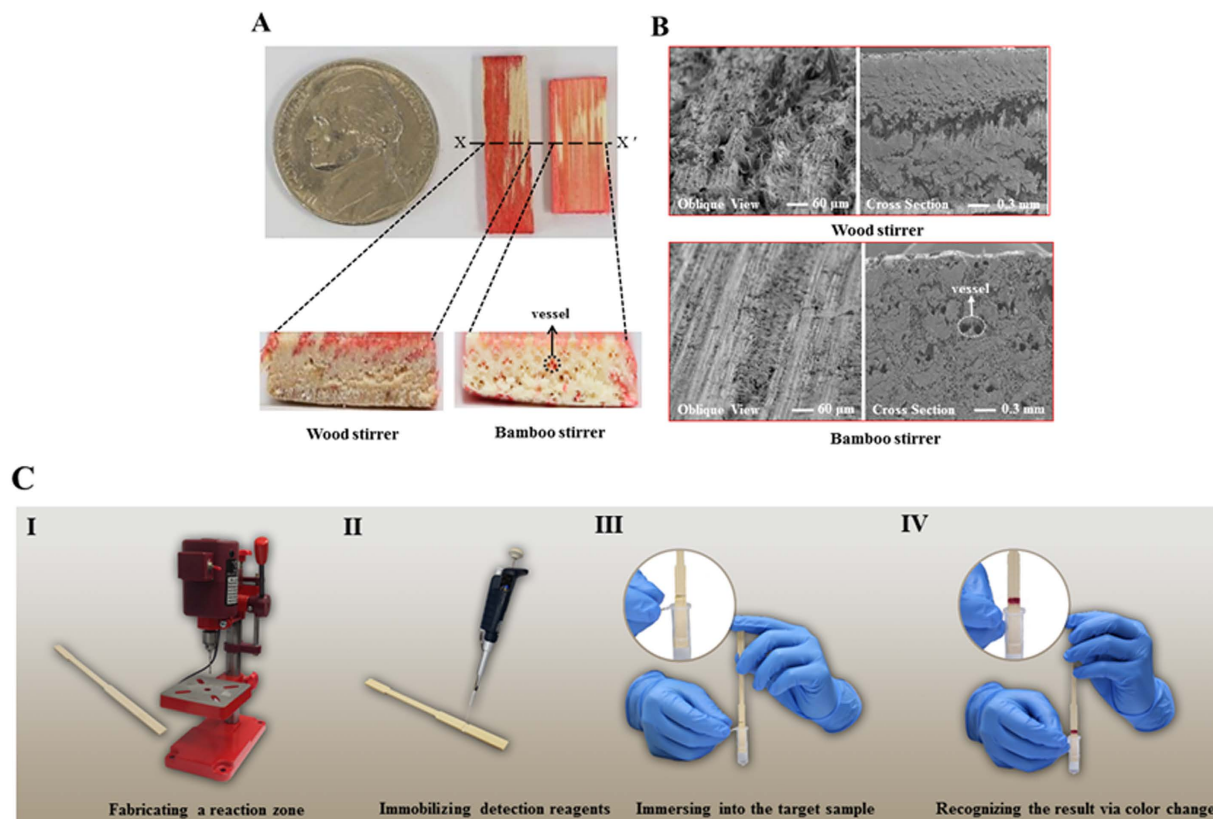 A
X
X ′
vessel
Wood stirrer
Bamboo stirrer
B
Oblique View
60 μm
Cross Section
0.3 mm
Wood stirrer
vessel
Oblique View
60 μm
Cross Section
0.3 mm
Bamboo stirrer
C
I
II
III
IV
Fabricating a reaction zone
Immobilizing detection reagents
Immersing into the target sample
Recognizing the result via color change